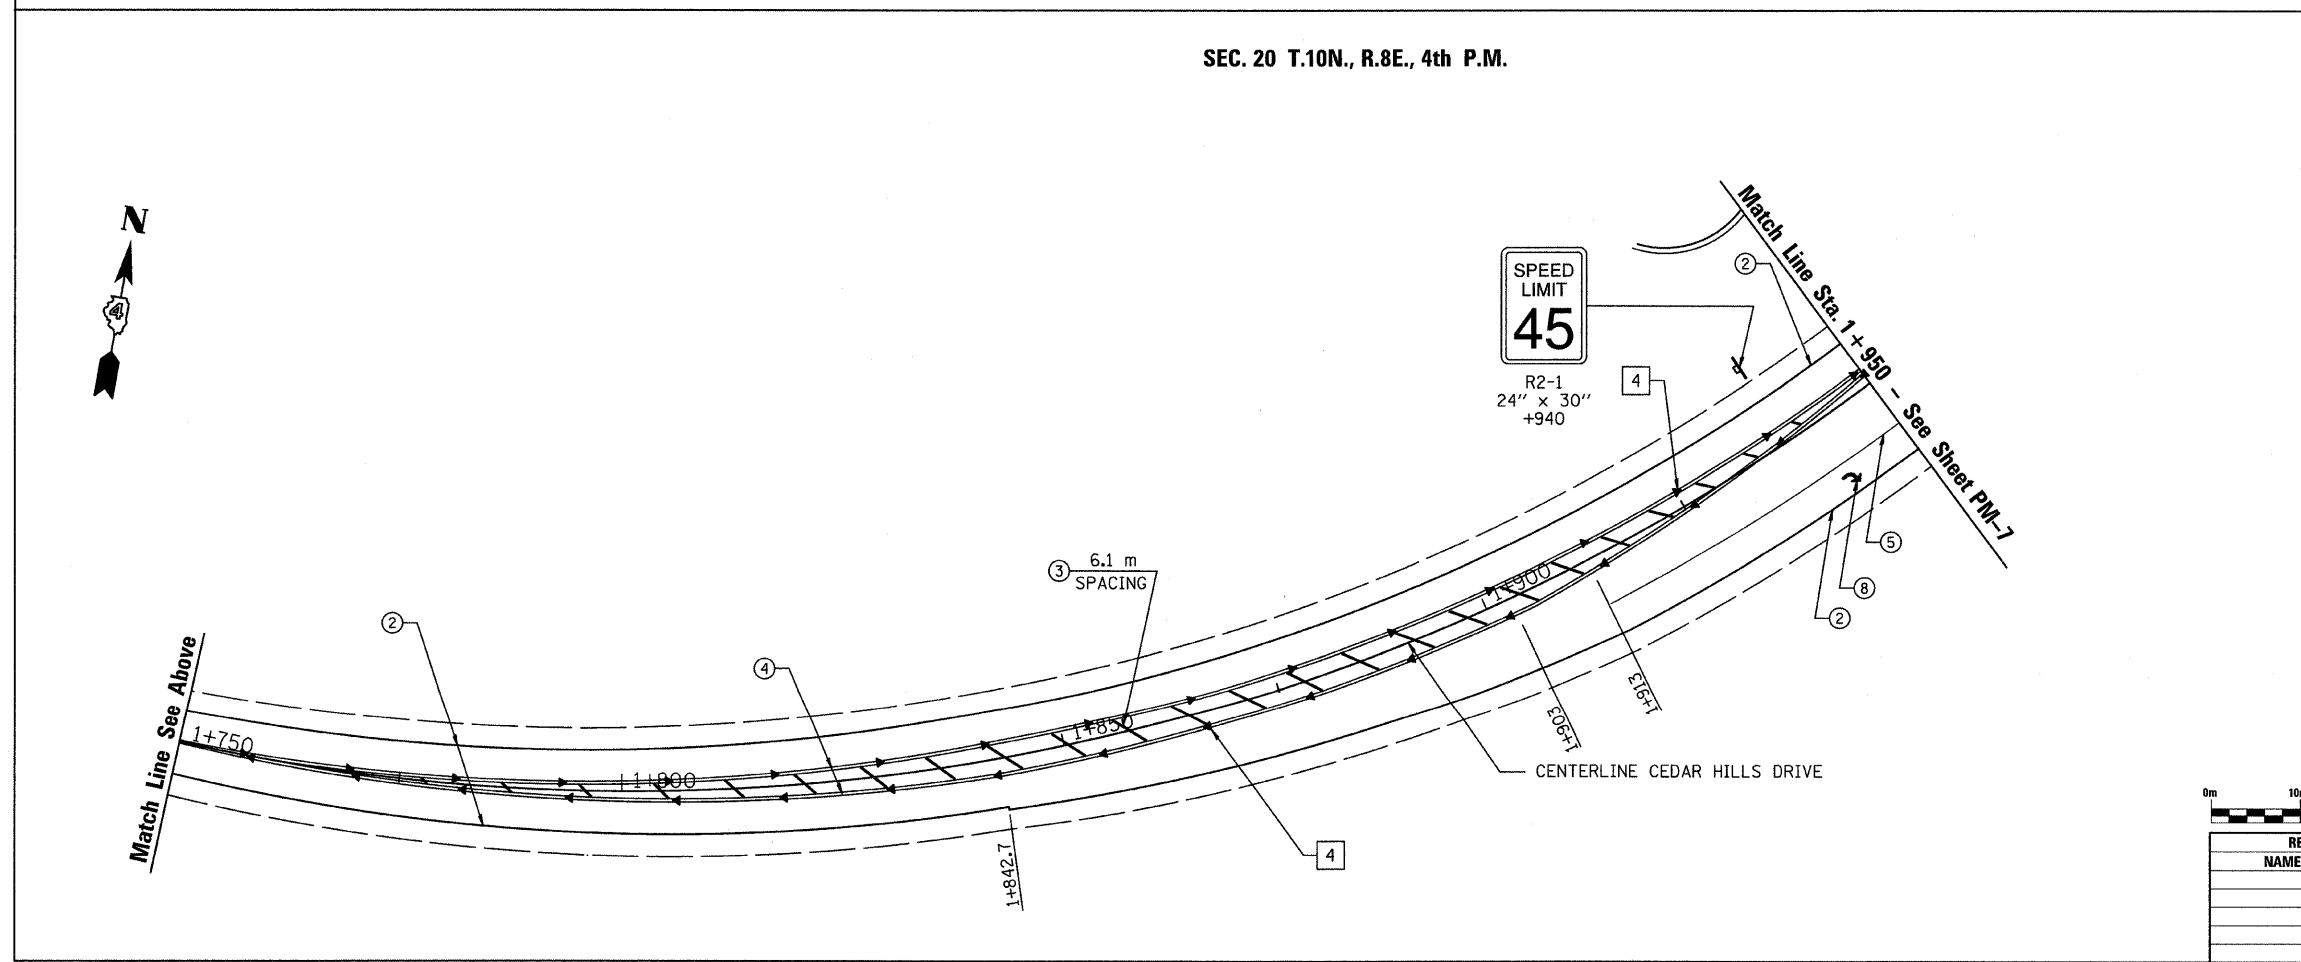 SEC. 20 T.10N., R.8E., 4th P.M.
N
4
Match Line Sta. 1+950 - See Sheet PM-7
2
SPEED
LIMIT
45
R2-1
24" x 30"
+940
4
5
8
2
3
6.1 m
SPACING
1+900
1+913
1+903
2
4
Match Line See Above
1+750
1+800
1+850
CENTERLINE CEDAR HILLS DRIVE
4
1+842.7
0m
NAME